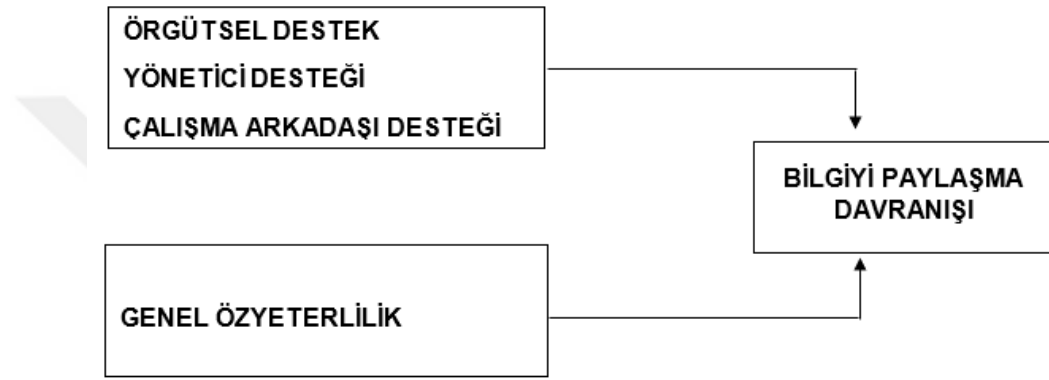 ÖRGÜTSEL DESTEK
YÖNETİCİ DESTEĞİ
ÇALIŞMA ARKADAŞI DESTEĞİ
BİLGİYİ PAYLAŞMA
DAVRANIŞI
GENEL ÖZYETERLİLİK